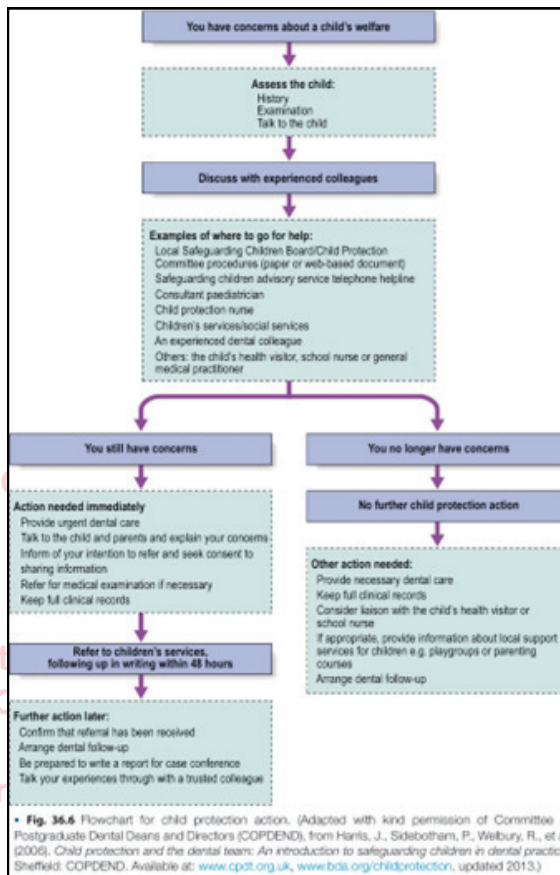 You have concerns about a child's welfare
Assess the child:
History
Examination
Talk to the child
Discuss with experienced colleagues
Examples of where to go for help:
Local Safeguarding Children Board/Child Protection
Committee procedures (paper or web-based document)
Safeguarding children advisory service telephone helpline
Consultant paediatrician
Child protection nurse
Children's services/social services
An experienced dental colleague
Others: the child's health visitor, school nurse or general
medical practitioner
You still have concerns
Action needed immediately
Provide urgent dental care
Talk to the child and parents and explain your concerns
Inform of your intention to refer and seek consent to
sharing information
Refer for medical examination if necessary
Keep full clinical records
Refer to children's services,
following up in writing within 48 hours
Further action later:
Confirm that referral has been received
Arrange dental follow-up
Be prepared to write a report for case conference
Talk your experiences through with a trusted colleague
You no longer have concerns
No further child protection action
Other action needed:
Provide necessary dental care
Keep full clinical records
Consider liaison with the child's health visitor or
school nurse
If appropriate, provide information about local support
services for children e.g. playgroups or parenting
courses
Arrange dental follow-up
• Fig. 36.6 Flowchart for child protection action. (Adapted with kind permission of Committee
Postgraduate Dental Deans and Directors (COPDEND), from Harris, J., Sidebotham, P., Welbury, R., et
(2006). Child protection and the dental team: An introduction to safeguarding children in dental
Sheffield: COPDEND. Available at: www.cpdt.org.uk, www.bda.org/childprotection, updated 2013.)